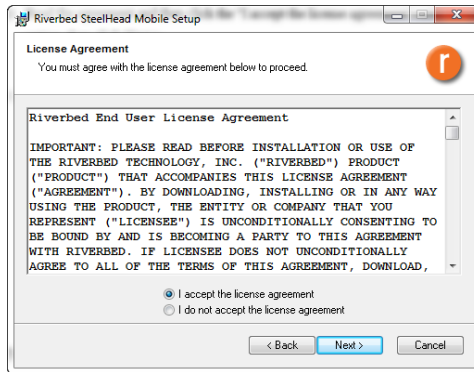 Riverbed SteelHead Mobile Setup
License Agreement
You must agree with the license agreement below to proceed.
r
Riverbed End User License Agreement
IMPORTANT: PLEASE READ BEFORE INSTALLATION OR USE OF
THE RIVERBED TECHNOLOGY, INC. ("RIVERBED") PRODUCT
("PRODUCT") THAT ACCOMPANIES THIS LICENSE AGREEMENT
("AGREEMENT"). BY DOWNLOADING, INSTALLING OR IN ANY WAY
USING THE PRODUCT, THE ENTITY OR COMPANY THAT YOU
REPRESENT ("LICENSEE") IS UNCONDITIONALLY CONSENTING TO
BE BOUND BY AND IS BECOMING A PARTY TO THIS AGREEMENT
WITH RIVERBED. IF LICENSEE DOES NOT UNCONDITIONALLY
AGREE TO ALL OF THE TERMS OF THIS AGREEMENT, DOWNLOAD,
I accept the license agreement
I do not accept the license agreement
< Back Next > Cancel